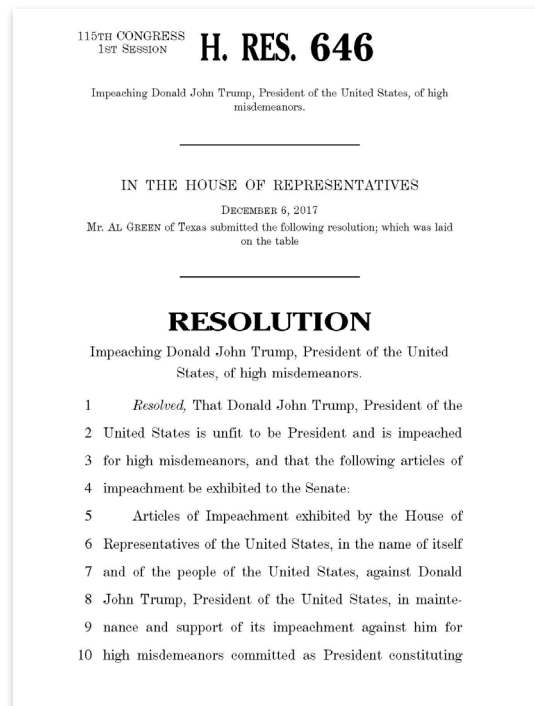 115TH CONGRESS
1ST SESSION
H. RES. 646
Impeaching Donald John Trump, President of the United States, of high
misdemeanors.
IN THE HOUSE OF REPRESENTATIVES
DECEMBER 6, 2017
Mr. AL GREEN of Texas submitted the following resolution; which was laid
on the table
RESOLUTION
Impeaching Donald John Trump, President of the United
States, of high misdemeanors.
1 Resolved, That Donald John Trump, President of the
2 United States is unfit to be President and is impeached
3 for high misdemeanors, and that the following articles of
4 impeachment be exhibited to the Senate:
5 Articles of Impeachment exhibited by the House of
6 Representatives of the United States, in the name of itself
7 and of the people of the United States, against Donald
8 John Trump, President of the United States, in mainte-
9 nance and support of its impeachment against him for
10 high misdemeanors committed as President constituting